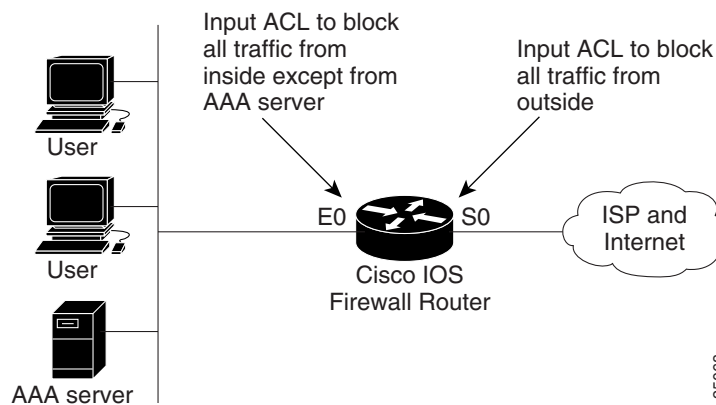 Input ACL to block
all traffic from
inside except from
AAA server
Input ACL to block
all traffic from
outside
User
User
AAA server
E0
S0
Cisco IOS
Firewall Router
ISP and
Internet